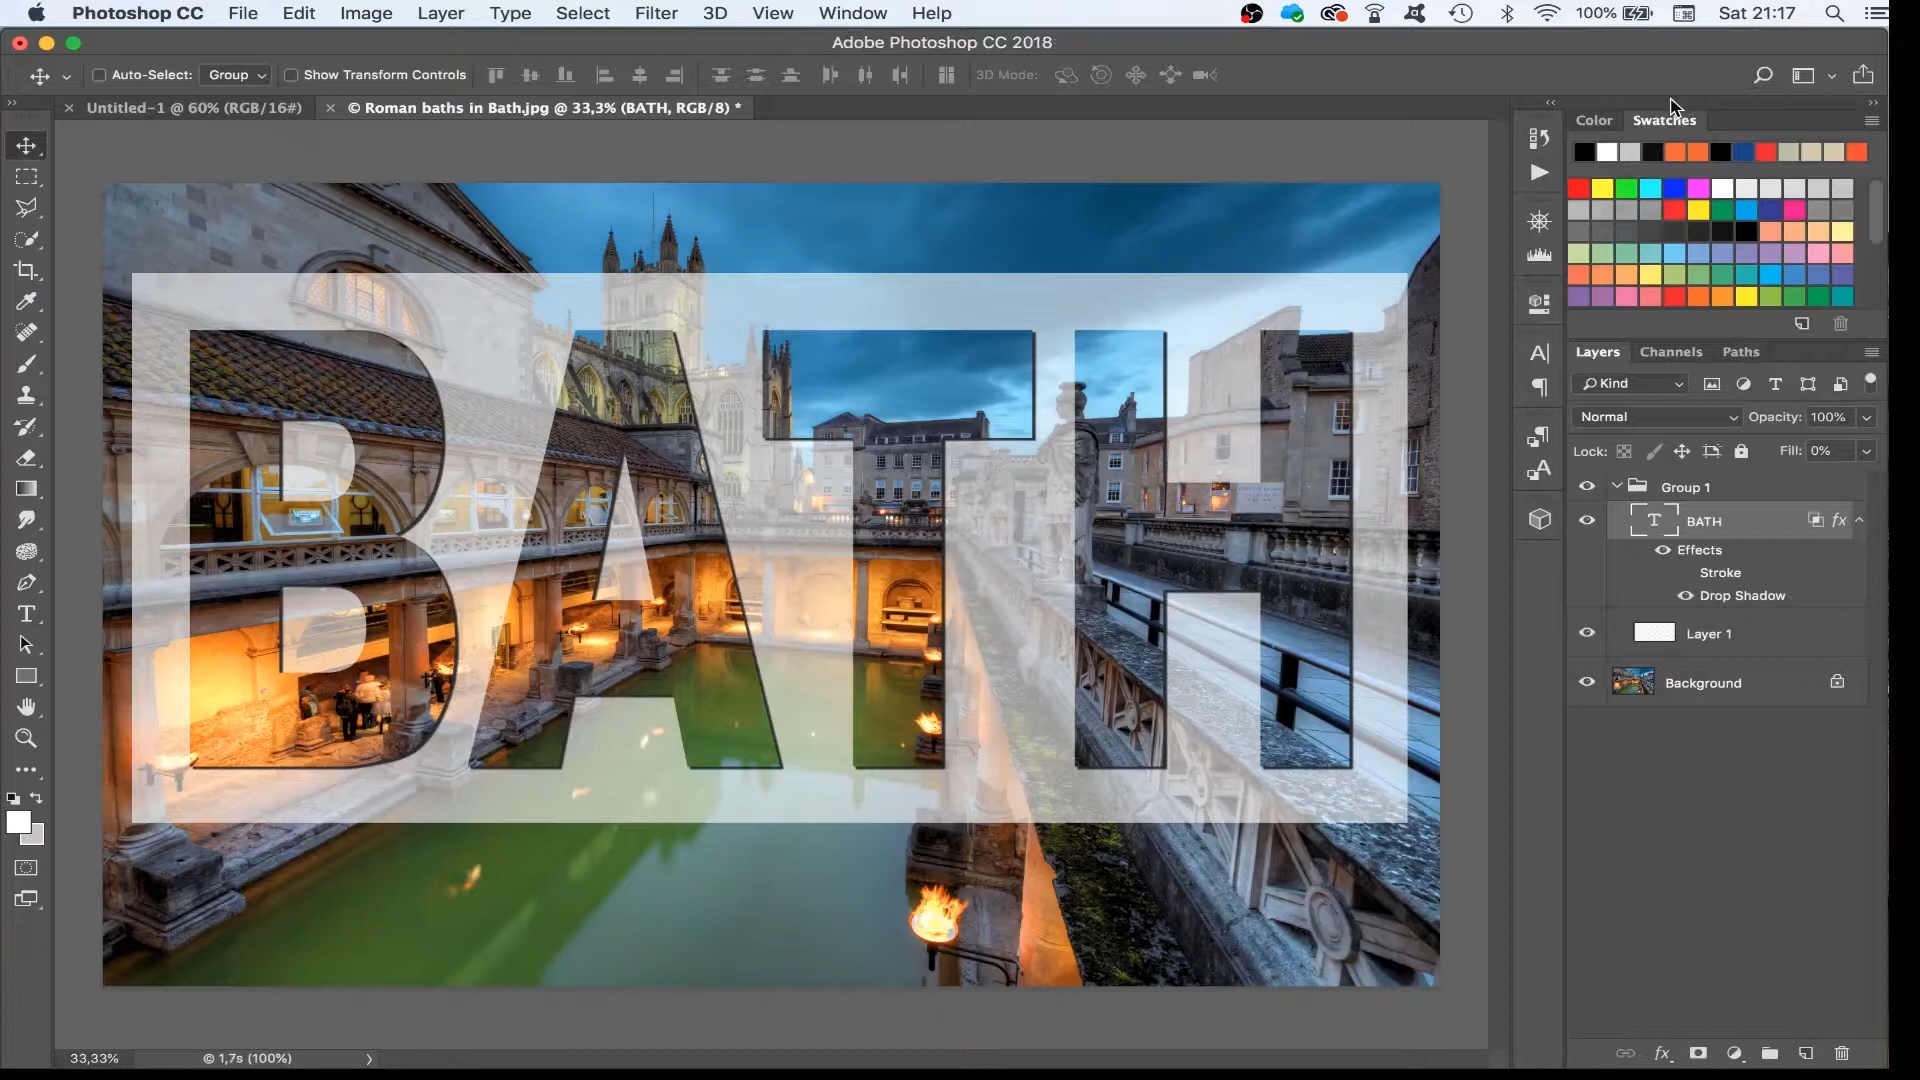 Photoshop CC File Edit Image Layer Type Select Filter 3D View Window Help 100% Sat 21:17
Adobe Photoshop CC 2018
Auto-Select: Group Show Transform Controls 3D Mode:
Untitled-1 @ 60% (RGB/16#) © Roman baths in Bath.jpg @ 33,3% (BATH, RGB/8) *
Color Swatches
BATH
Layers Channels Paths
Kind
Normal Opacity: 100%
Lock: Fill: 0%
Group 1
BATH fx
Effects
Stroke
Drop Shadow
Layer 1
Background
33,33% © 1,7s (100%)
fx